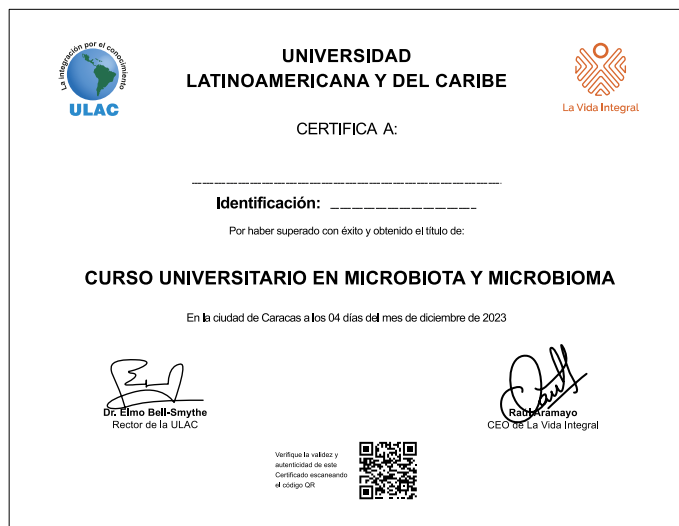 La integración por el conocimiento
ULAC
UNIVERSIDAD
LATINOAMERICANA Y DEL CARIBE
La Vida Integral
CERTIFICA A:
Identificación:
Por haber superado con éxito y obtenido el título de:
CURSO UNIVERSITARIO EN MICROBIOTA Y MICROBIOMA
En la ciudad de Caracas a los 04 días del mes de diciembre de 2023
Dr. Elmo Bell-Smythe
Rector de la ULAC
Raúl Aramayo
CEO de La Vida Integral
Verifique la validez y
autenticidad de este
Certificado escaneando
el código QR